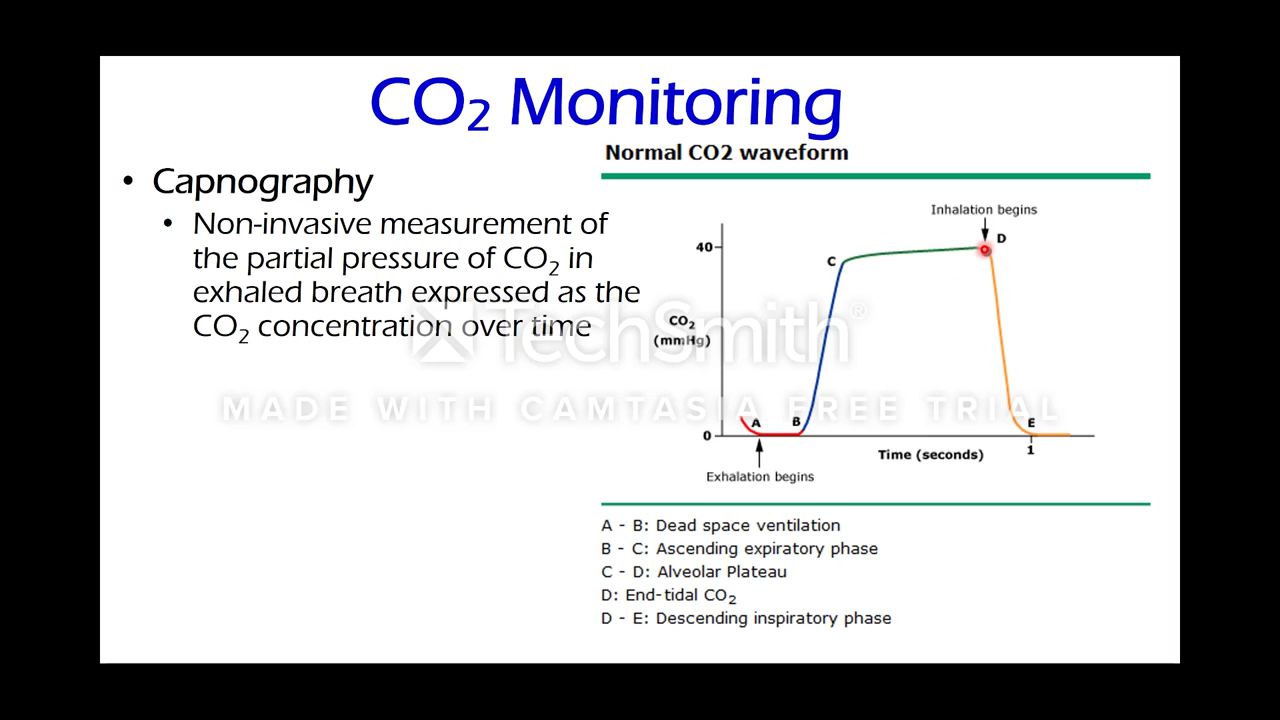 CO₂ Monitoring
• Capnography
• Non-invasive measurement of
the partial pressure of CO₂ in
exhaled breath expressed as the
CO₂ concentration over time
Normal CO2 waveform
Inhalation begins
D
40
C
CO₂
(mmHg)
A
B
E
0
Time (seconds)
1
Exhalation begins
A - B: Dead space ventilation
B - C: Ascending expiratory phase
C - D: Alveolar Plateau
D: End-tidal CO₂
D - E: Descending inspiratory phase
TechSmith®
MADE WITH CAMTASIA FREE TRIAL